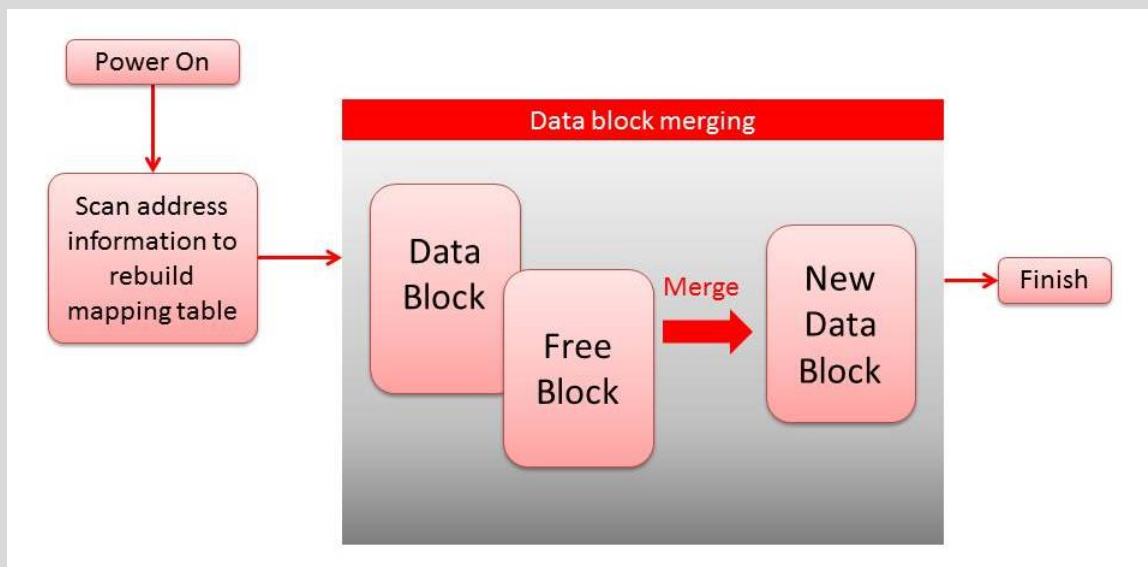 Power On
Scan address
information to
rebuild
mapping table
Data block merging
Data
Block
Free
Block
Merge
New
Data
Block
Finish